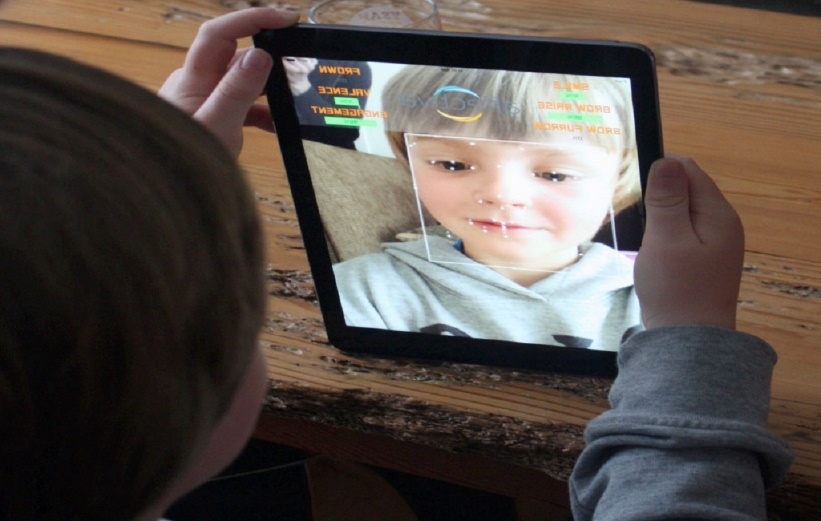 FROWN
VALENCE
ENGAGEMENT
SMILE
BROW RAISE
BROW FURROW